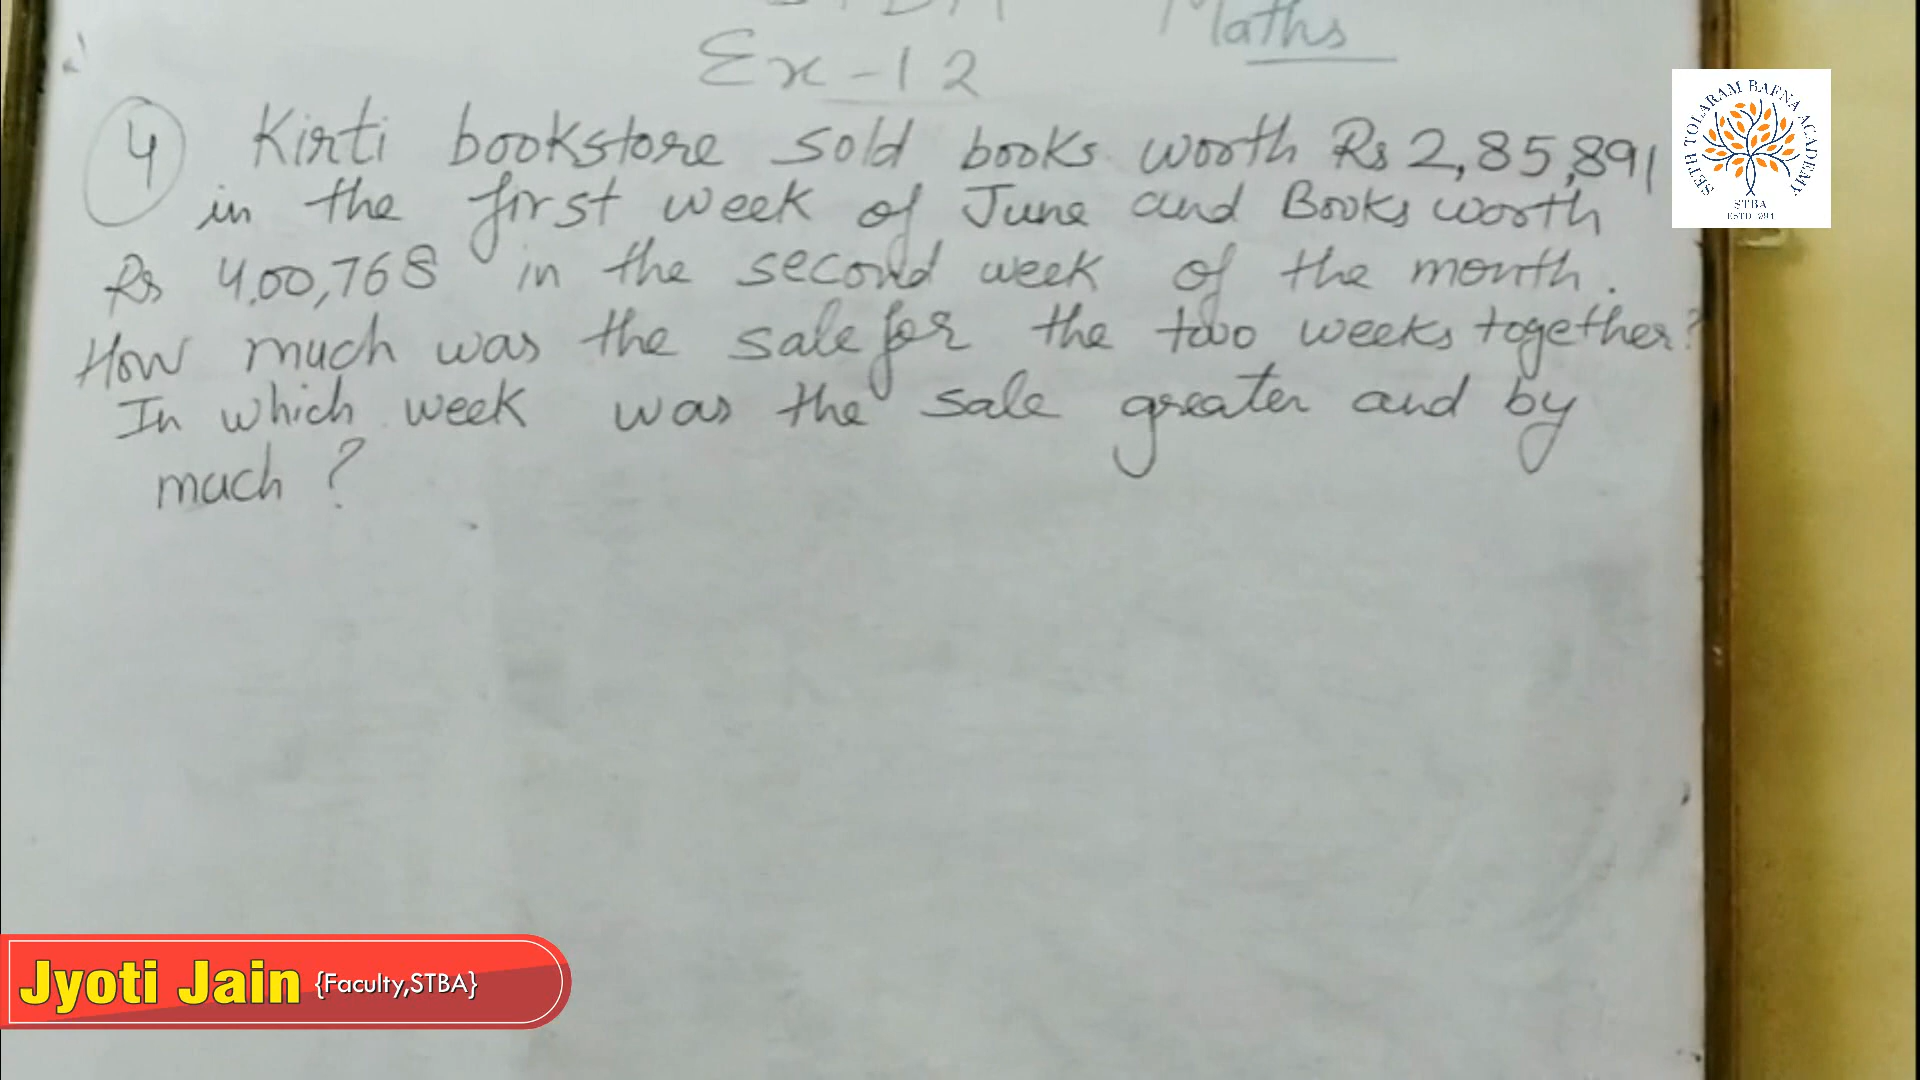 Maths
Ex-12
4 Kirti bookstore sold books worth Rs 2,85,891
in the first week of June and Books worth
Rs 4,00,768 in the second week of the month.
How much was the sale for the two weeks together?
In which week was the sale greater and by
much?
SETH TOLARAM BAFNA ACADEMY
STBA
Jyoti Jain {Faculty,STBA}